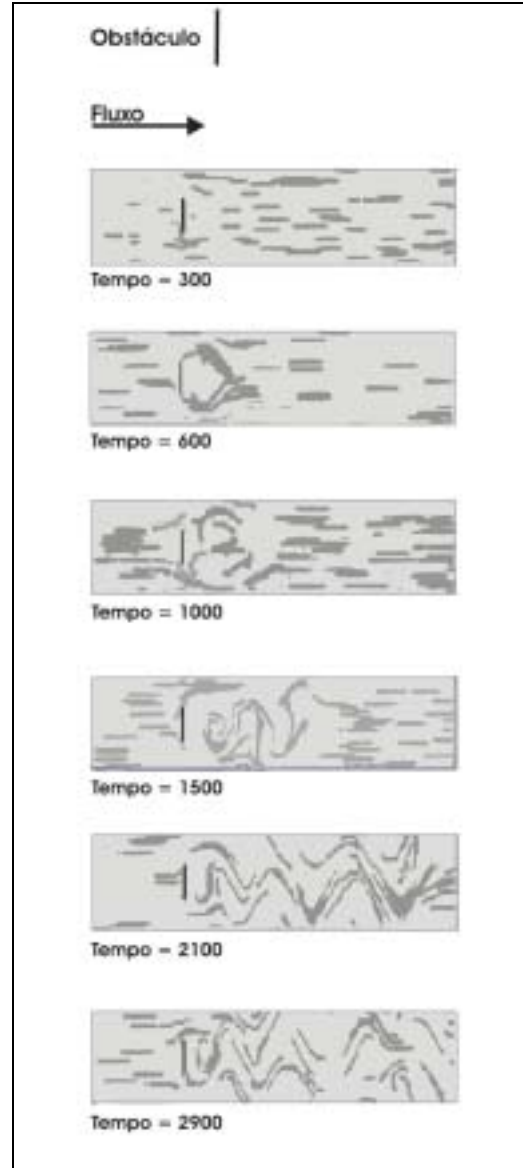 Obstáculo
Fluxo
Tempo = 300
Tempo = 600
Tempo = 1000
Tempo = 1500
Tempo = 2100
Tempo = 2900